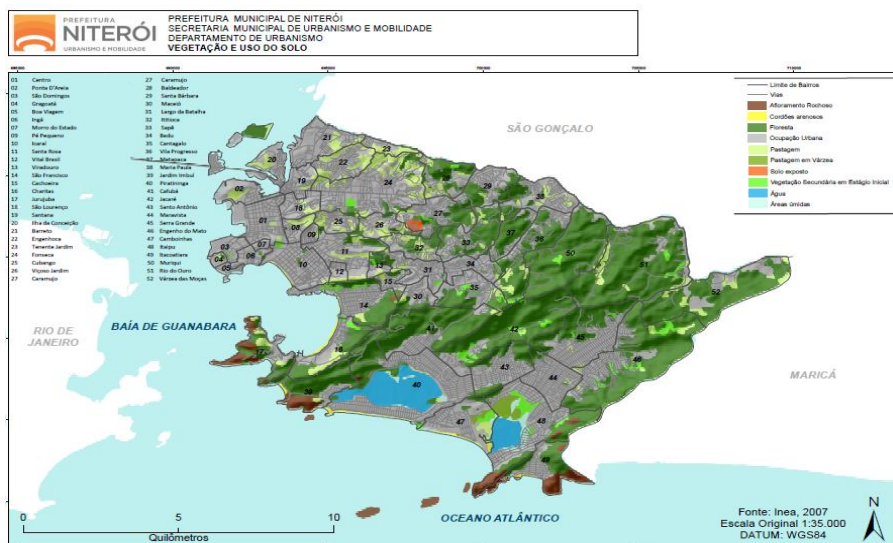 PREFEITURA
NITERÓI
URBANISMO E MOBILIDADE
PREFEITURA MUNICIPAL DE NITERÓI
SECRETARIA MUNICIPAL DE URBANISMO E MOBILIDADE
DEPARTAMENTO DE URBANISMO
VEGETAÇÃO E USO DO SOLO
01 Centro
02 Ponta D'Areia
03 São Domingos
04 Gragoatá
05 Boa Viagem
06 Ingá
07 Morro do Estado
09 Pé Pequeno
10 Icaraí
11 Santa Rosa
12 Vital Brasil
13 Viradouro
14 São Francisco
15 Cachoeira
16 Charitas
17 Jurujuba
18 São Lourenço
19 Santana
20 Ilha da Conceição
21 Barreto
22 Engenhoca
23 Tenente Jardim
24 Fonseca
25 Cubango
26 Viçoso Jardim
27 Caramujo
27 Caramujo
28 Baldeador
29 Santa Bárbara
30 Maceió
31 Largo da Batalha
32 Ititioca
33 Sapê
34 Badu
35 Cantagalo
36 Vila Progresso
37 Matapaca
38 Maria Paula
39 Jardim Imbuí
40 Piratininga
41 Cafubá
42 Jacaré
43 Santo Antônio
44 Maravista
45 Serra Grande
46 Engenho do Mato
47 Camboinhas
48 Itaipu
49 Itacoatiara
50 Muriqui
51 Rio do Ouro
52 Várzea das Moças
Limite de Bairros
Vias
Afloramento Rochoso
Cordões arenosos
Floresta
Ocupação Urbana
Pastagem
Pastagem em Várzea
Solo exposto
Vegetação Secundária em Estágio Inicial
Água
Áreas úmidas
SÃO GONÇALO
RIO DE
JANEIRO
BAÍA DE GUANABARA
MARICÁ
OCEANO ATLÂNTICO
0 5 10
Quilômetros
Fonte: Inea, 2007
Escala Original 1:35.000
DATUM: WGS84
N